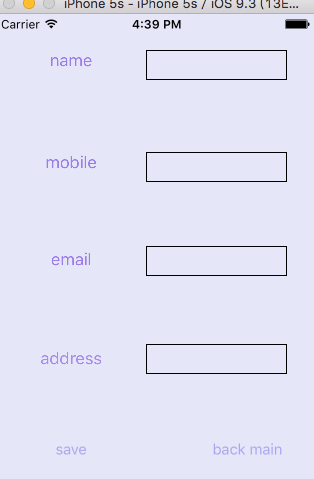 iPhone 5s - iPhone 5s / iOS 9.3 (13E...
Carrier 4:39 PM
name
mobile
email
address
save back main